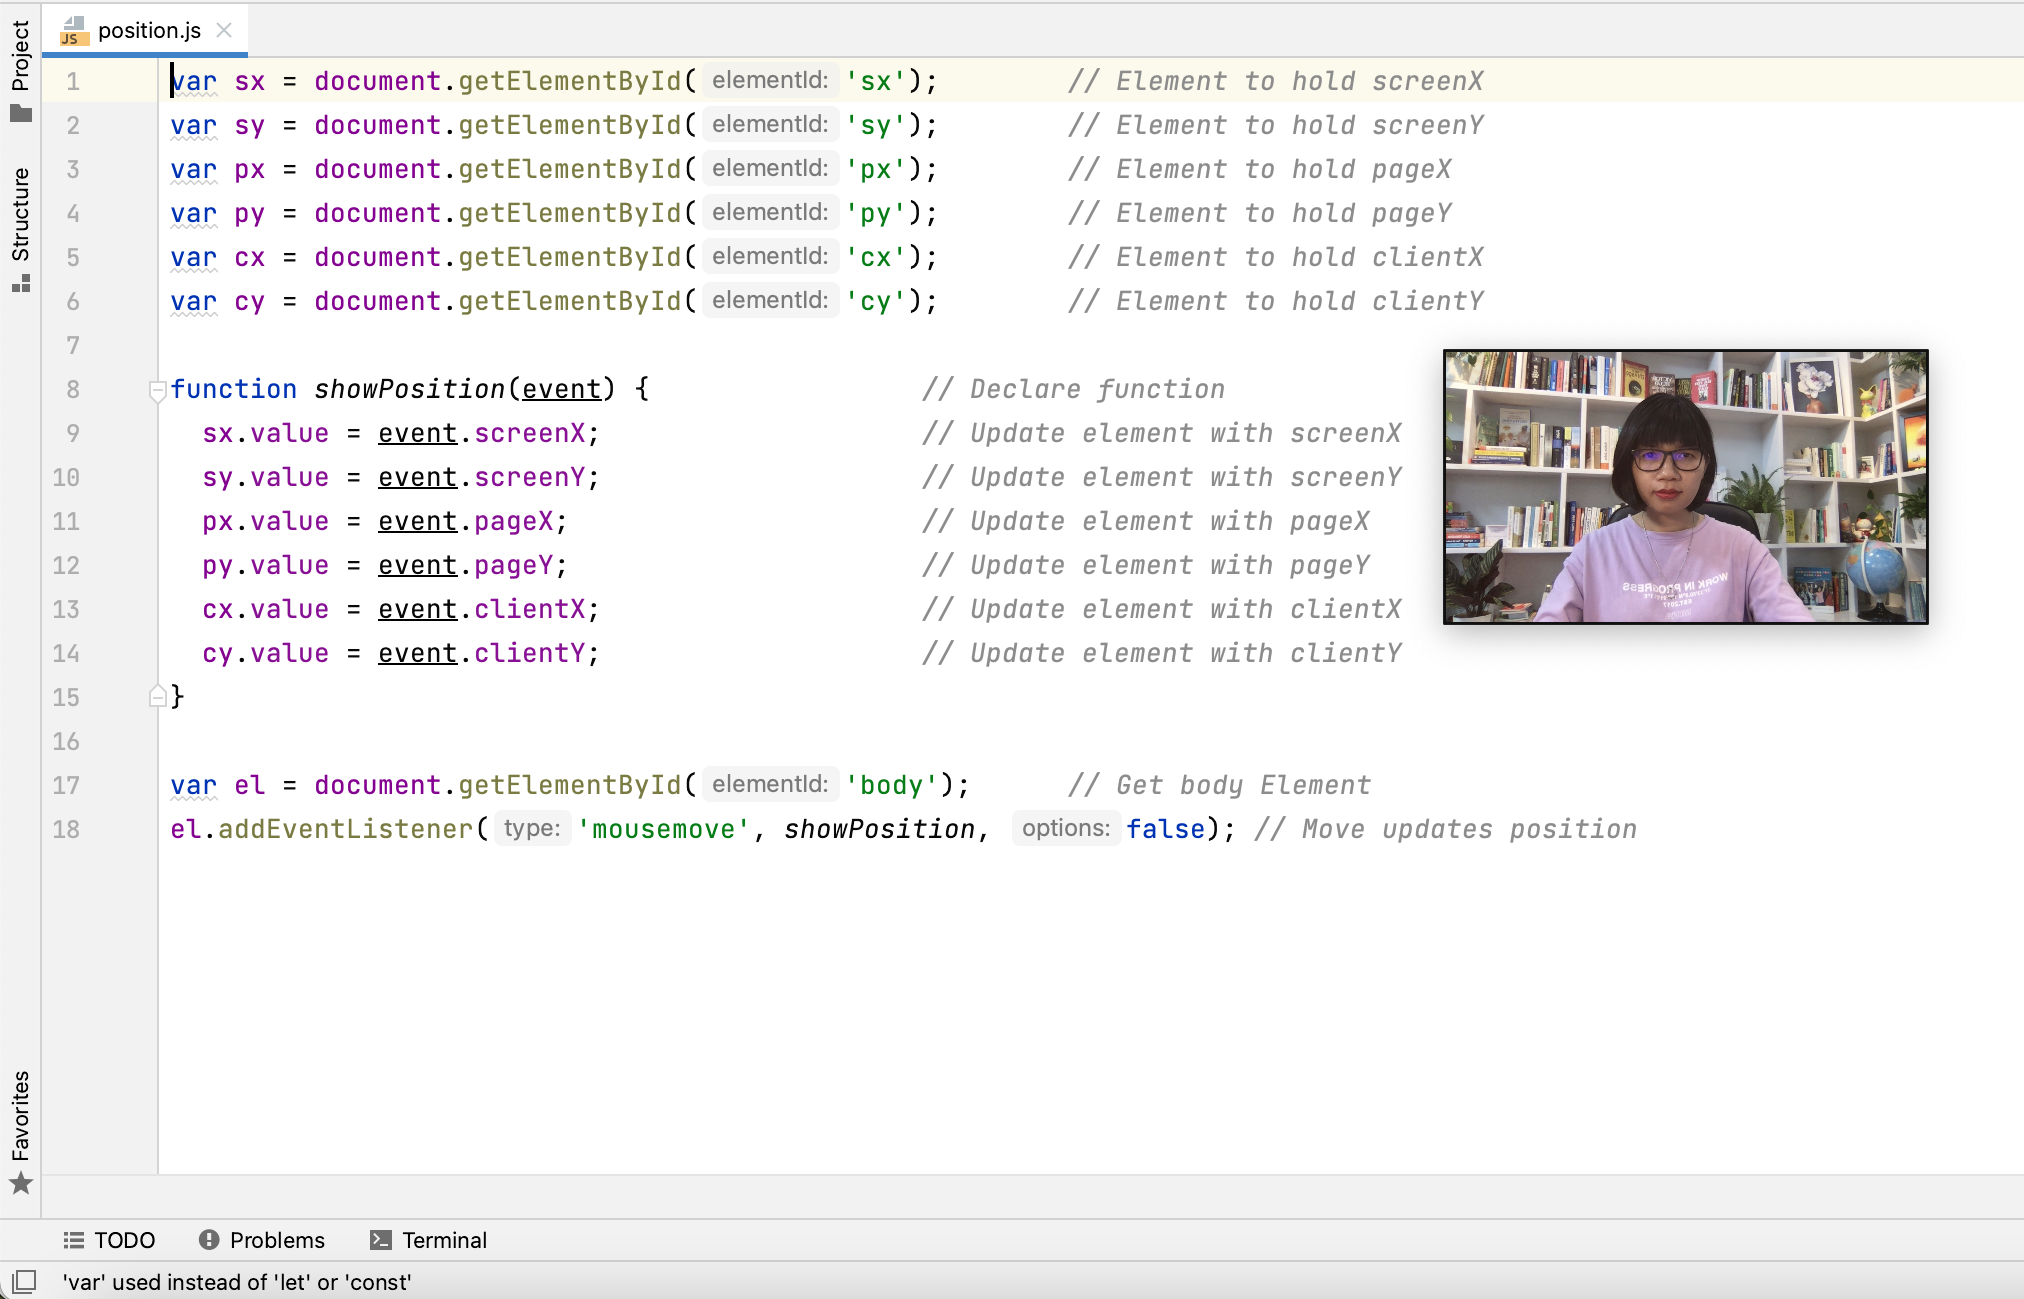 Project
Structure
Favorites
JS position.js
1 var sx = document.getElementById( elementId: 'sx'); // Element to hold screenX
2 var sy = document.getElementById( elementId: 'sy'); // Element to hold screenY
3 var px = document.getElementById( elementId: 'px'); // Element to hold pageX
4 var py = document.getElementById( elementId: 'py'); // Element to hold pageY
5 var cx = document.getElementById( elementId: 'cx'); // Element to hold clientX
6 var cy = document.getElementById( elementId: 'cy'); // Element to hold clientY
7
8 function showPosition(event) { // Declare function
9 sx.value = event.screenX; // Update element with screenX
10 sy.value = event.screenY; // Update element with screenY
11 px.value = event.pageX; // Update element with pageX
12 py.value = event.pageY; // Update element with pageY
13 cx.value = event.clientX; // Update element with clientX
14 cy.value = event.clientY; // Update element with clientY
15 }
16
17 var el = document.getElementById( elementId: 'body'); // Get body Element
18 el.addEventListener( type: 'mousemove', showPosition, options: false); // Move updates position
WORK IN PROGRESS
TODO Problems Terminal
'var' used instead of 'let' or 'const'